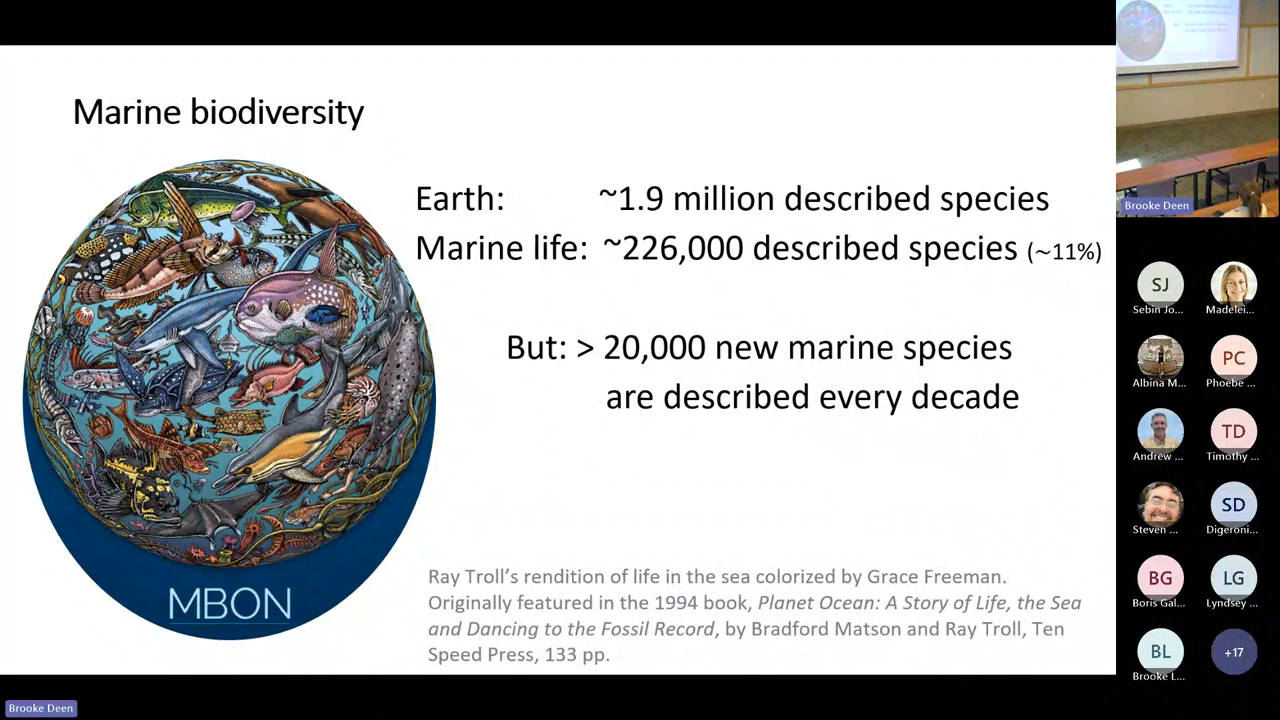 Marine biodiversity
Earth: ~1.9 million described species
Marine life: ~226,000 described species (~11%)
But: > 20,000 new marine species
are described every decade
MBON
Ray Troll's rendition of life in the sea colorized by Grace Freeman.
Originally featured in the 1994 book, Planet Ocean: A Story of Life, the Sea
and Dancing to the Fossil Record, by Bradford Matson and Ray Troll, Ten
Speed Press, 133 pp.
Brooke Deen
SJ
Sebin Jo...
Madelei...
Albina M...
PC
Phoebe ...
Andrew ...
TD
Timothy ...
Steven ...
SD
Digeroni...
BG
Boris Gal...
LG
Lyndsey ...
BL
Brooke L...
+17
Brooke Deen